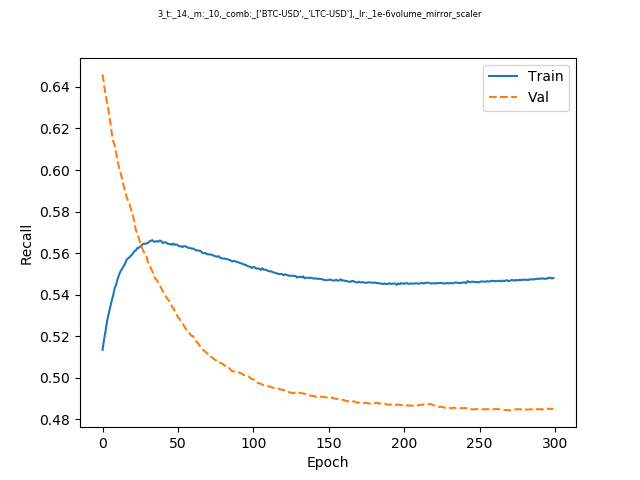 3_t:_14,_m:_10,_comb:_['BTC-USD',_'LTC-USD'],_lr:_1e-6volume_mirror_scaler
Train
Val
Recall
0.64
0.62
0.60
0.58
0.56
0.54
0.52
0.50
0.48
0 50 100 150 200 250 300
Epoch